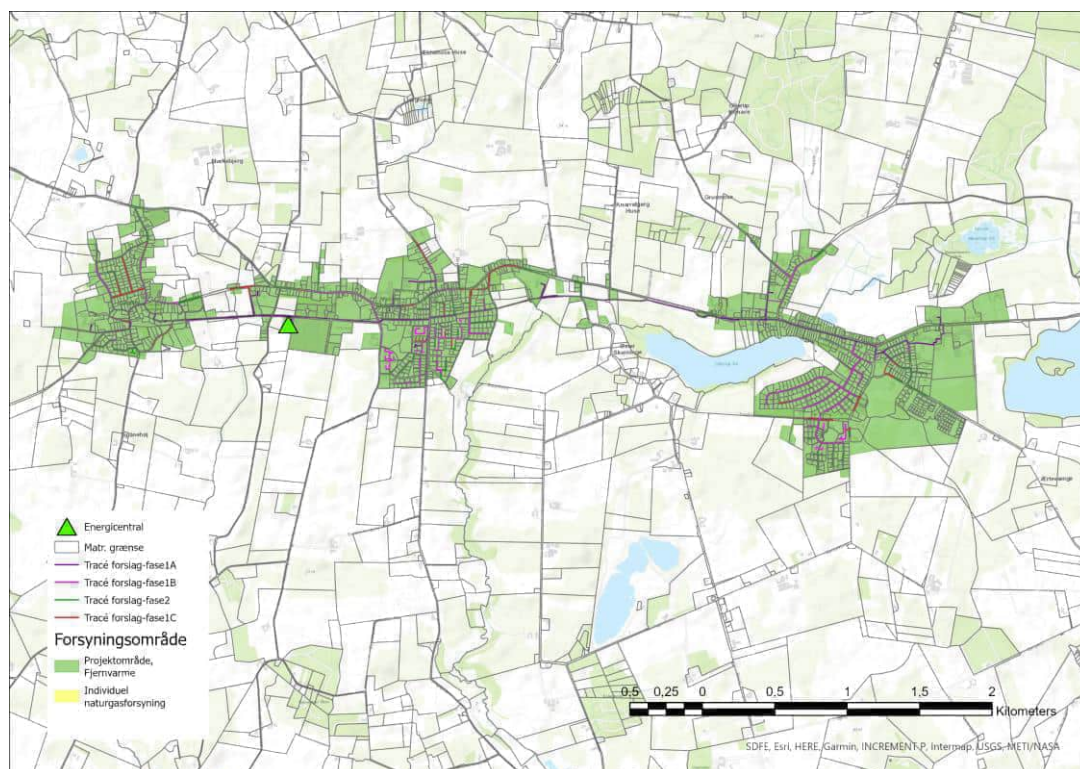 Energicentral
Matr. grænse
Tracé forslag-fase1A
Tracé forslag-fase1B
Tracé forslag-fase2
Tracé forslag-fase1C
Forsyningsområde
Projektområde,
Fjernvarme
Individuel
naturgasforsyning
0,5 0,25 0 0,5 1 1,5 2
Kilometers
SDFE, Esri, HERE, Garmin, INCREMENT P, Intermap, USGS, METI/NASA